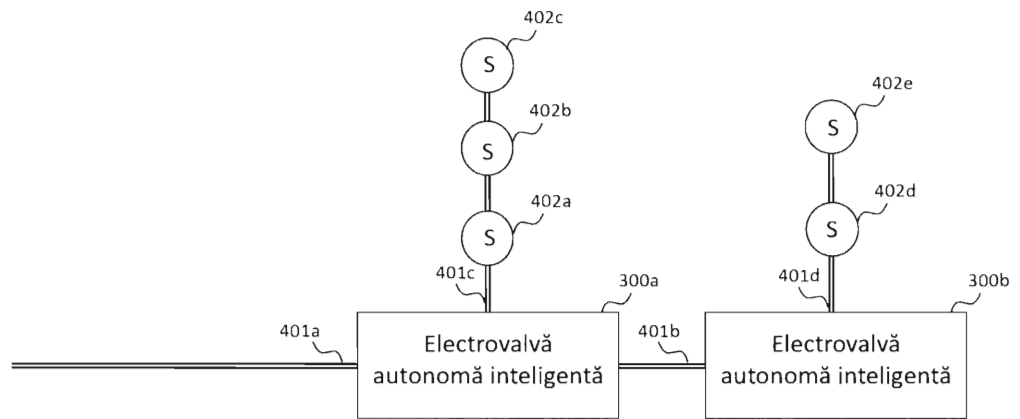 402c
S
402b
S
402a
S
401c
300a
402e
S
402d
S
401d
300b
401a
Electrovalvă
autonomă inteligentă
401b
Electrovalvă
autonomă inteligentă